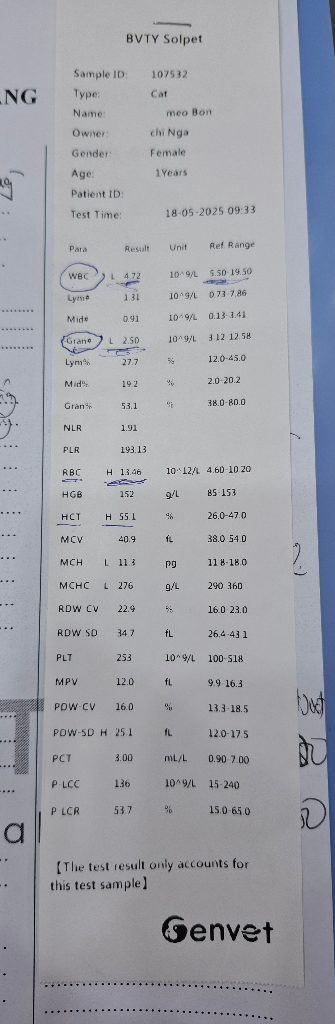 BVTY Solpet
Sample ID: 107532
Type: Cat
Name: meo Bon
Owner: chi Nga
Gender: Female
Age: 1Years
Patient ID:
Test Time: 18-05-2025 09:33
Para Result Unit Ref. Range
WBC L 4.72 10^9/L 5.50-19.50
Lym# 1.31 10^9/L 0.73-7.86
Mid# 0.91 10^9/L 0.13-3.41
Gran# L 2.50 10^9/L 3.12-12.58
Lym% 27.7 % 12.0-45.0
Mid% 19.2 % 2.0-20.2
Gran% 53.1 % 38.0-80.0
NLR 1.91
PLR 193.13
RBC H 13.46 10^12/L 4.60-10.20
HGB 152 g/L 85-153
HCT H 55.1 % 26.0-47.0
MCV 40.9 fL 38.0-54.0
MCH L 11.3 pg 11.8-18.0
MCHC L 276 g/L 290-360
RDW-CV 22.9 % 16.0-23.0
RDW-SD 34.7 fL 26.4-43.1
PLT 253 10^9/L 100-518
MPV 12.0 fL 9.9-16.3
PDW-CV 16.0 % 13.3-18.5
PDW-SD H 25.1 fL 12.0-17.5
PCT 3.00 mL/L 0.90-7.00
P-LCC 136 10^9/L 15-240
P-LCR 53.7 % 15.0-65.0
【The test result only accounts for
this test sample】
Genvet
NG
a